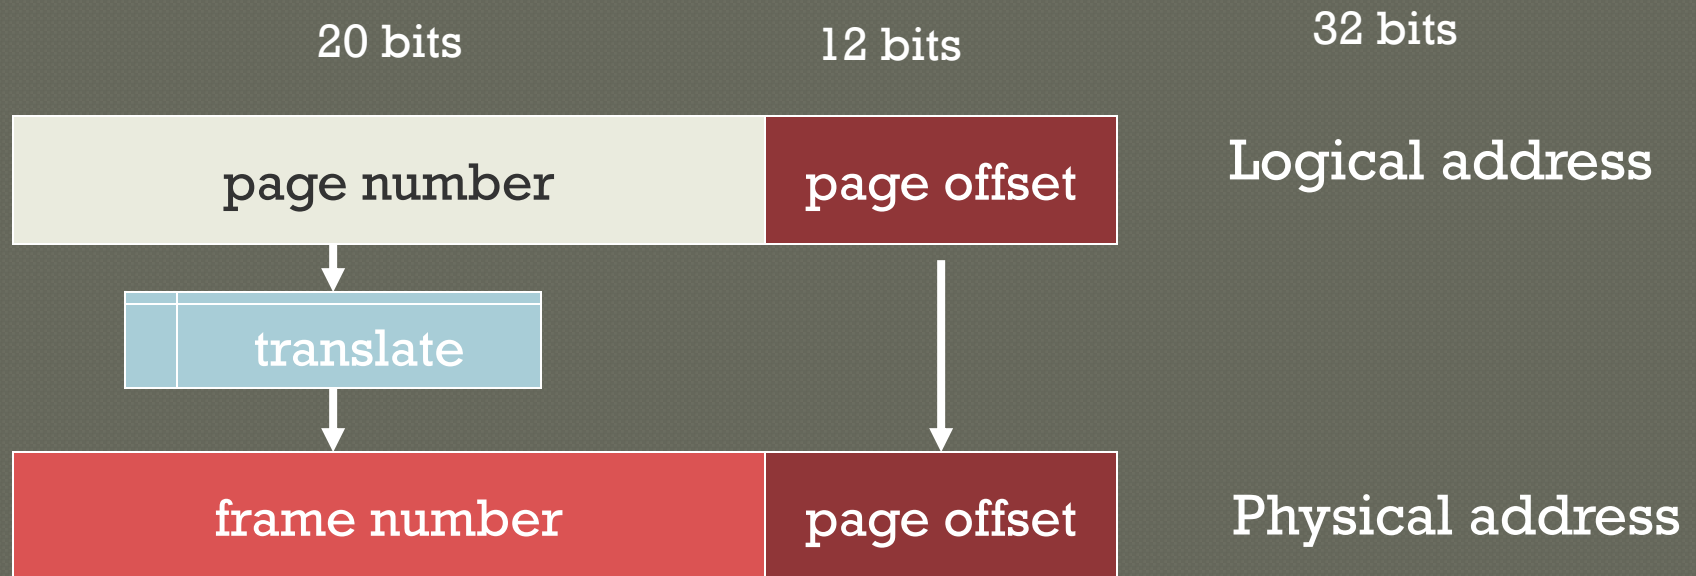 20 bits
12 bits
32 bits
page number
page offset
Logical address
translate
frame number
page offset
Physical address